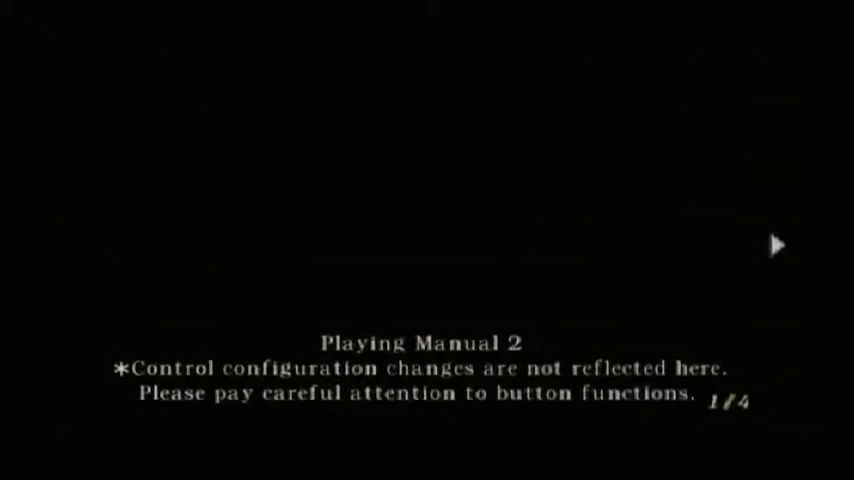 Playing Manual 2
*Control configuration changes are not reflected here.
Please pay careful attention to button functions.
1/4